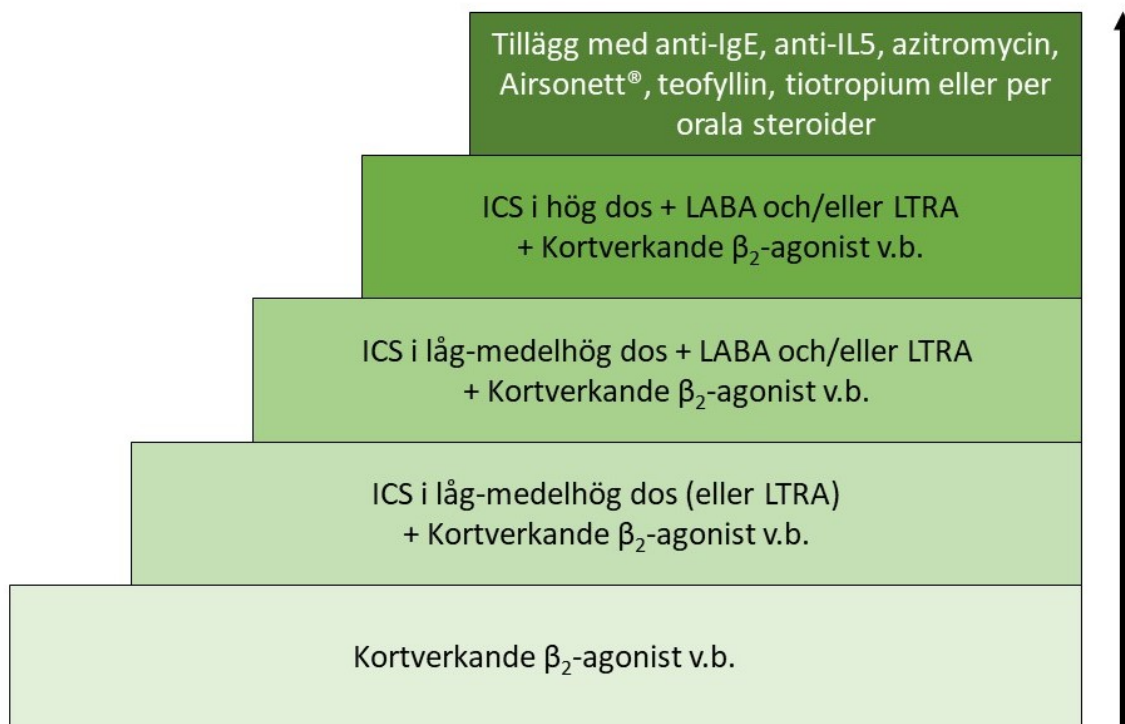 Tillägg med anti-IgE, anti-IL5, azitromycin,
Airsonett®, teofyllin, tiotropium eller per
orala steroider
ICS i hög dos + LABA och/eller LTRA
+ Kortverkande β₂-agonist v.b.
ICS i låg-medelhög dos + LABA och/eller LTRA
+ Kortverkande β₂-agonist v.b.
ICS i låg-medelhög dos (eller LTRA)
+ Kortverkande β₂-agonist v.b.
Kortverkande β₂-agonist v.b.